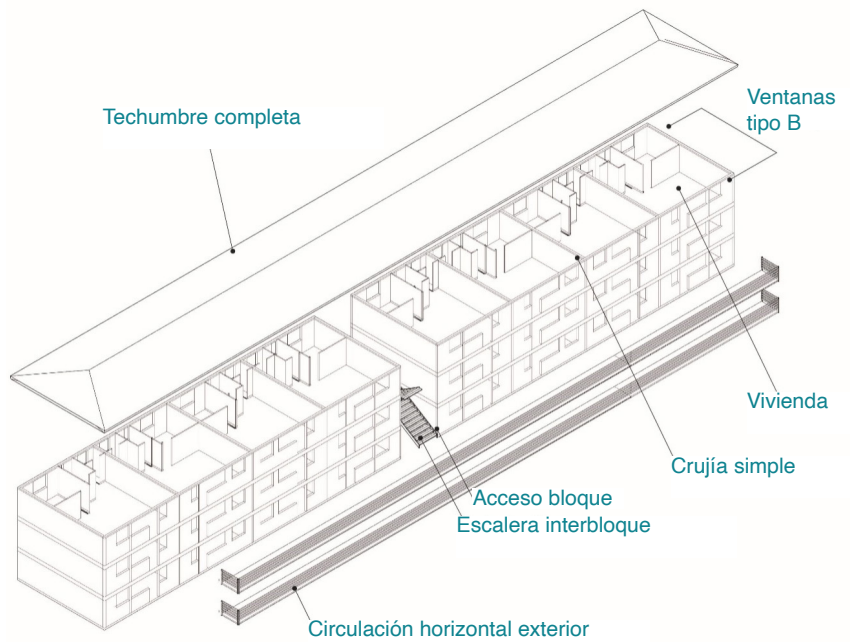 Techumbre completa
Ventanas
tipo B
Vivienda
Crujía simple
Acceso bloque
Escalera interbloque
Circulación horizontal exterior